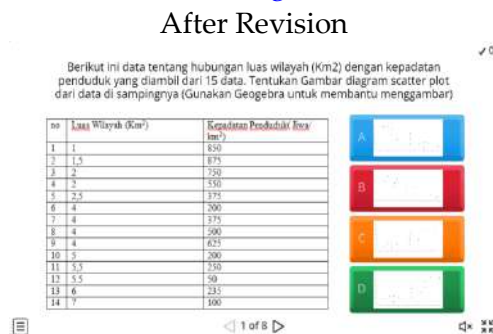 After Revision
Berikut ini data tentang hubungan luas wilayah (Km2) dengan kepadatan
penduduk yang diambil dari 15 data. Tentukan Gambar diagram scatter plot
dari data di sampingnya (Gunakan Geogebra untuk membantu menggambar)
no Luas Wilayah (Km²) Kepadatan Penduduk( Jiwa/
km²)
1 1 850
2 1,5 875
3 2 750
4 2 550
5 2,5 375
6 4 200
7 4 375
8 4 500
9 4 625
10 5 200
11 5,5 250
12 5.5 50
13 6 235
14 7 100
A
B
C
D
1 of 8